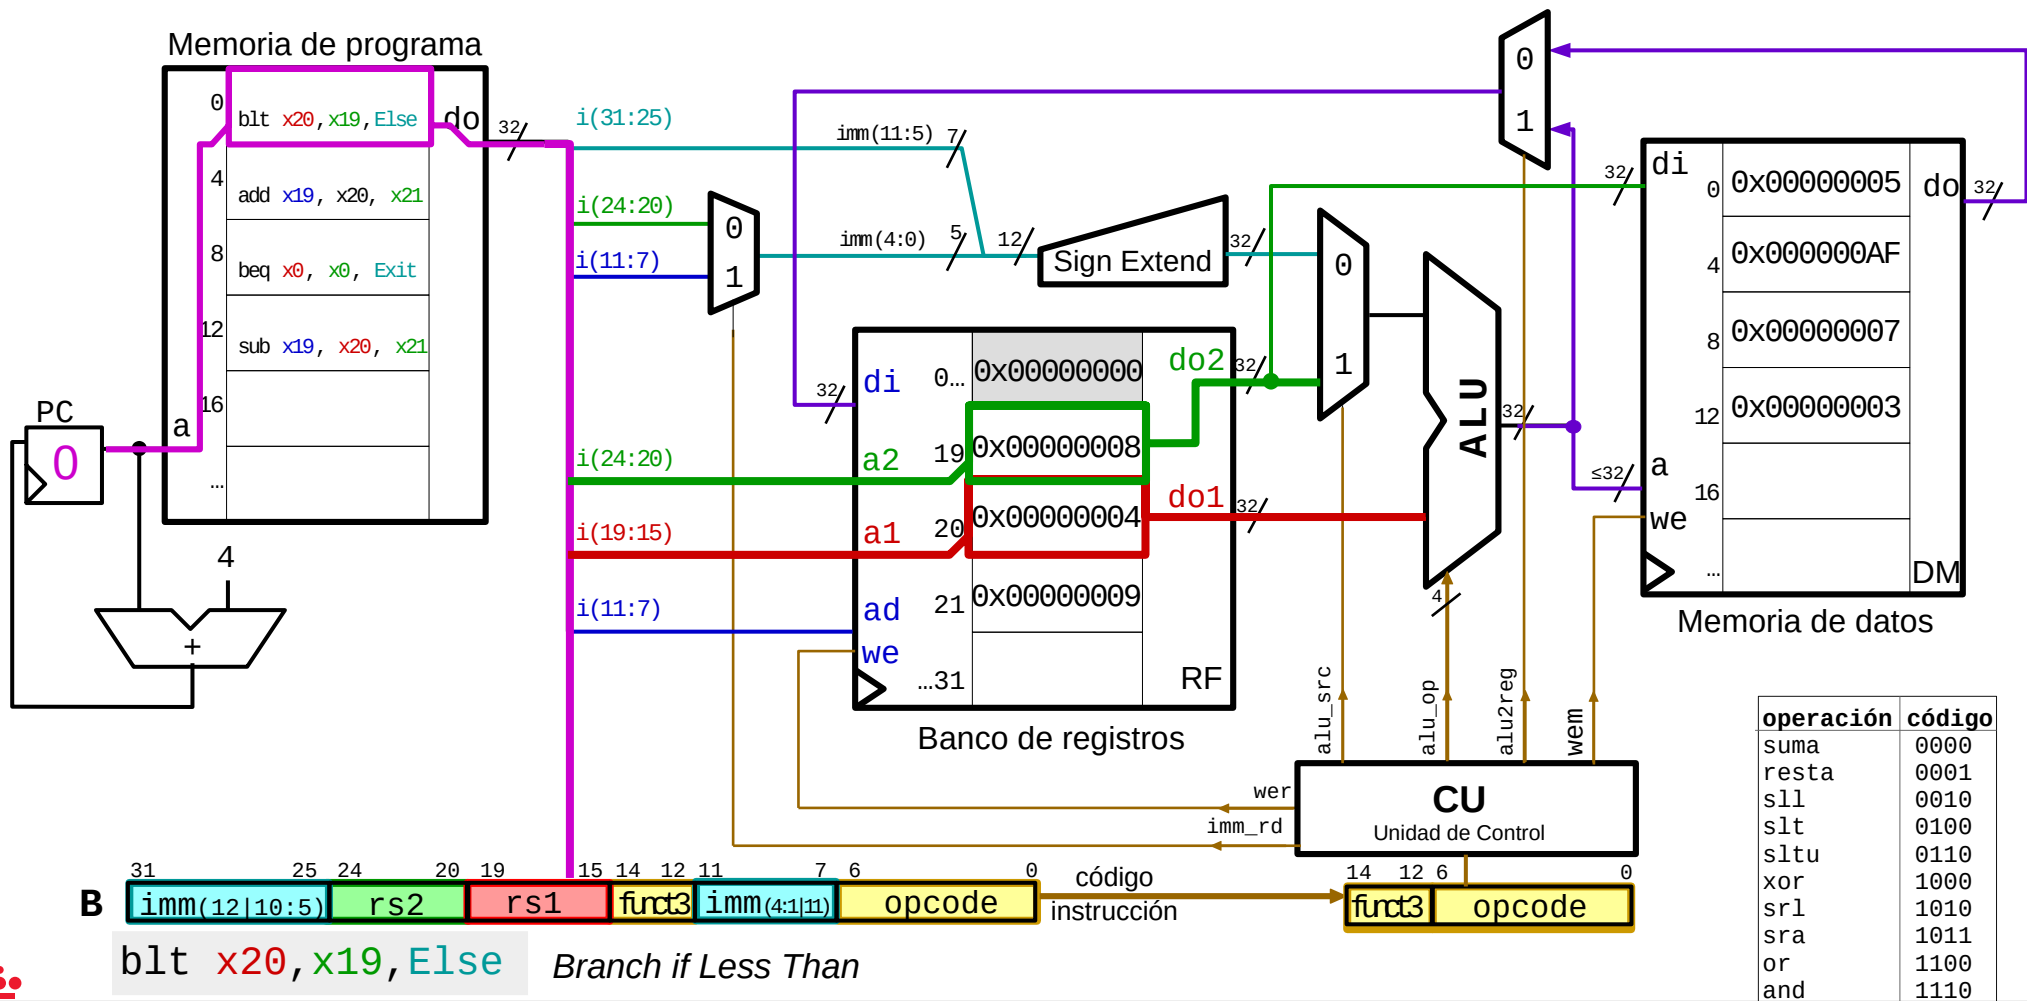 Memoria de programa
0
blt x20,x19,Else
do
32
4
add x19, x20, x21
8
beq x0, x0, Exit
12
sub x19, x20, x21
16
a
...
PC
0
4
+
i(31:25)
imm(11:5)
7
i(24:20)
i(11:7)
0
1
imm(4:0)
5
12
Sign Extend
32
0
1
0
1
ALU
32
32
di
0...
0x00000000
do2
32
i(24:20)
a2
19
0x00000008
i(19:15)
a1
20
0x00000004
do1
32
i(11:7)
ad
21
0x00000009
we
...31
RF
Banco de registros
4
32
di
0
0x00000005
do
32
4
0x000000AF
8
0x00000007
12
0x00000003
≤32
a
16
we
...
DM
Memoria de datos
alu_src
alu_op
alu2reg
wem
wer
imm_rd
CU
Unidad de Control
operación código
suma 0000
resta 0001
sll 0010
slt 0100
sltu 0110
xor 1000
srl 1010
sra 1011
or 1100
and 1110
31 25 24 20 19 15 14 12 11 7 6 0
B imm(12|10:5) rs2 rs1 funct3 imm(4:1|11) opcode
código
instrucción
14 12 6 0
funct3 opcode
blt x20,x19,Else
Branch if Less Than